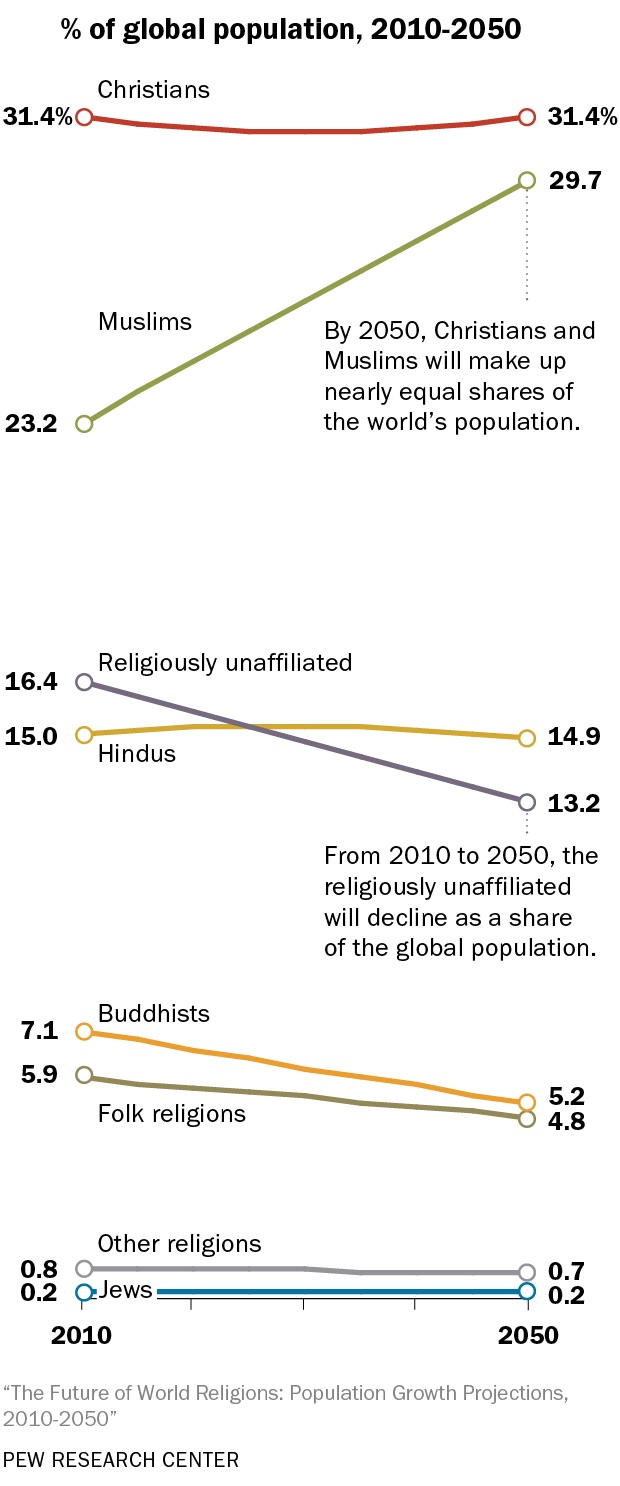 % of global population, 2010-2050
Christians
31.4%
31.4%
29.7
Muslims
By 2050, Christians and
Muslims will make up
nearly equal shares of
the world’s population.
23.2
Religiously unaffiliated
16.4
15.0
14.9
Hindus
13.2
From 2010 to 2050, the
religiously unaffiliated
will decline as a share
of the global population.
Buddhists
7.1
5.9
5.2
4.8
Folk religions
Other religions
0.8
0.7
0.2
Jews
0.2
2010
2050
“The Future of World Religions: Population Growth Projections,
2010-2050”
PEW RESEARCH CENTER